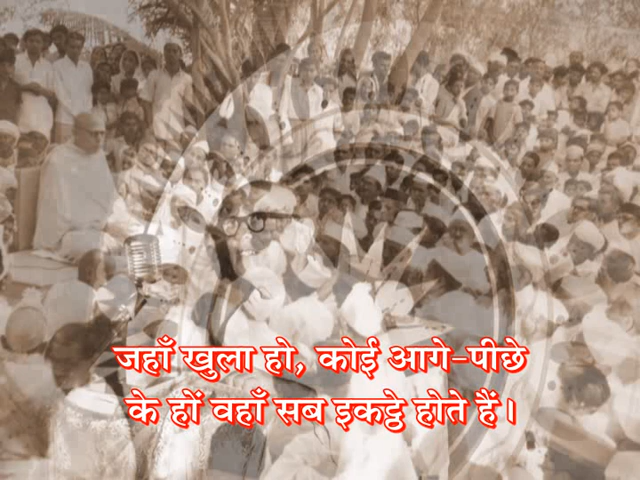 जहाँ खुला हो, कोई आगे-पीछे
के हों वहाँ सब इकट्ठे होते हैं।